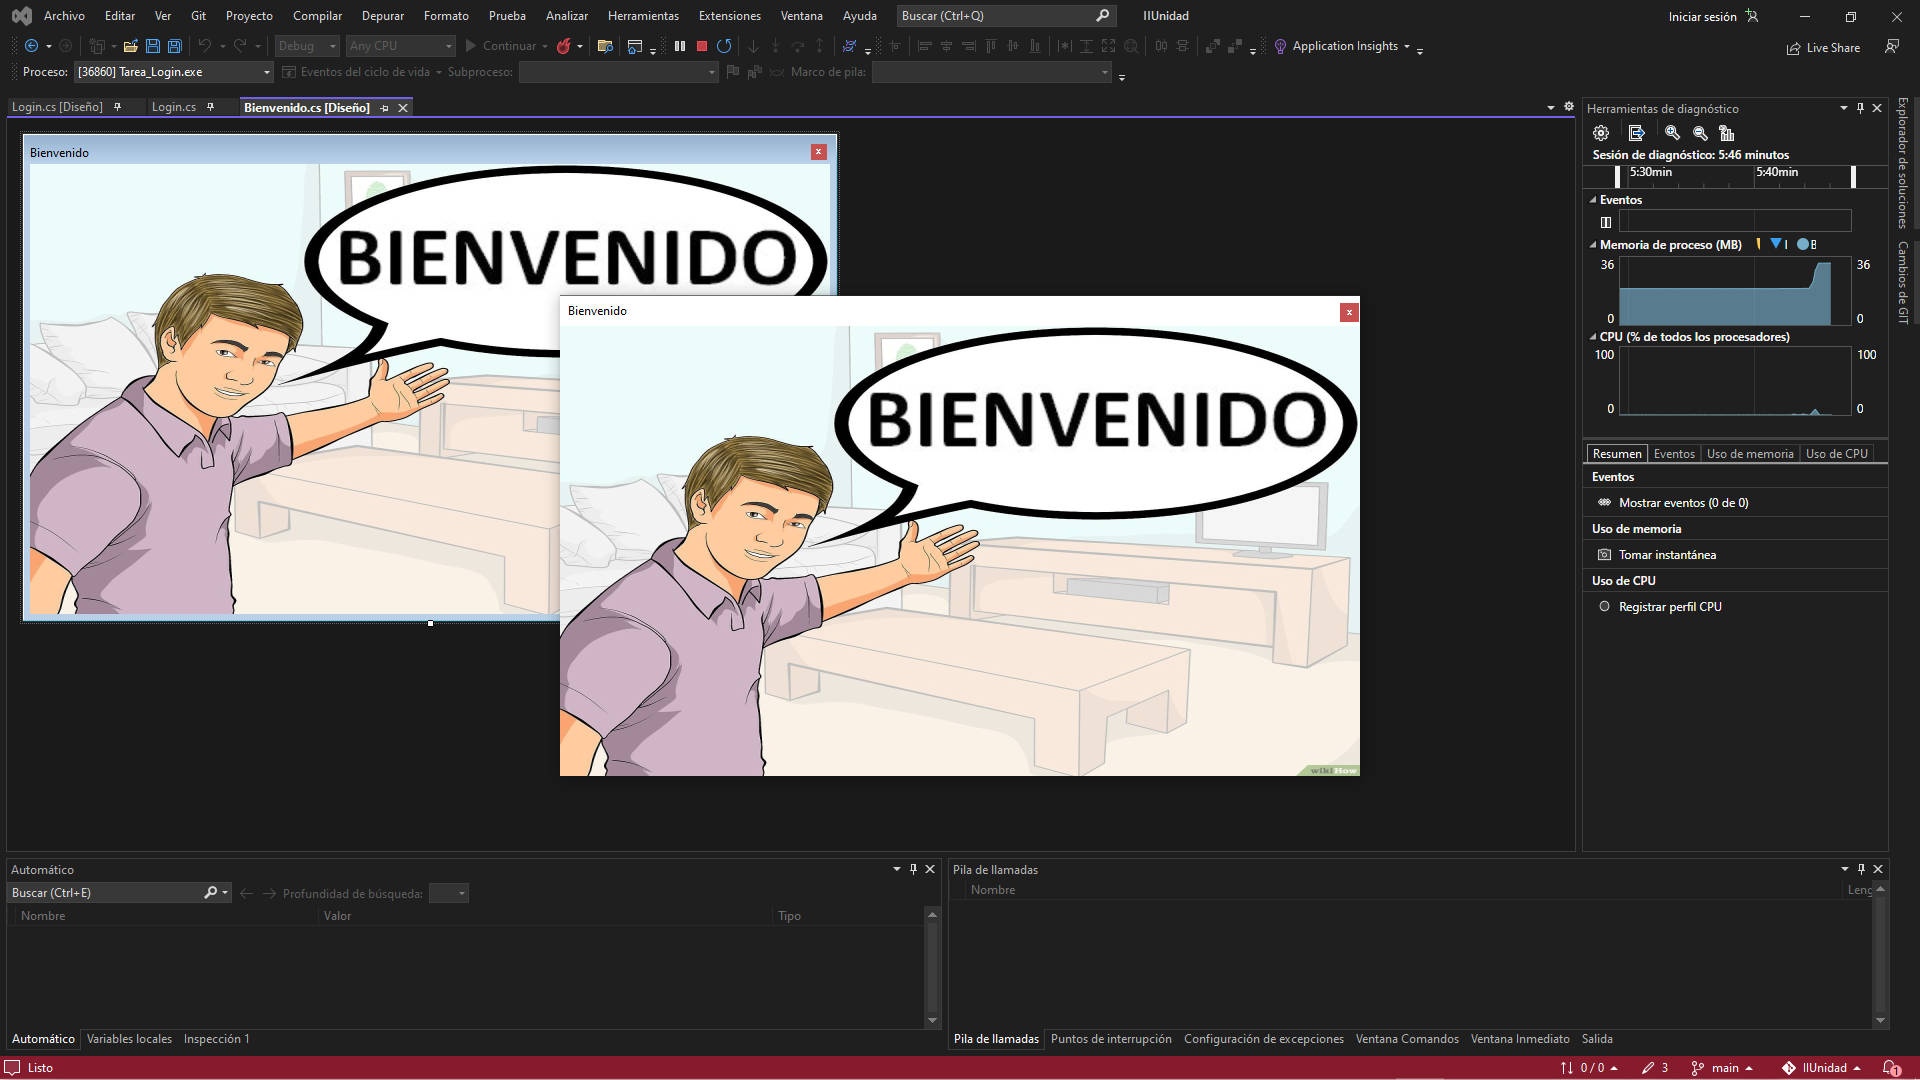 Archivo Editar Ver Git Proyecto Compilar Depurar Formato Prueba Analizar Herramientas Extensiones Ventana Ayuda Buscar (Ctrl+Q) IIUnidad Iniciar sesión
Debug Any CPU Continuar Application Insights Live Share
Proceso: [36860] Tarea_Login.exe Eventos del ciclo de vida Subproceso: Marco de pila:
Login.cs [Diseño] Login.cs Bienvenido.cs [Diseño]
Bienvenido
BIENVENIDO
Bienvenido
BIENVENIDO
wikiHow
Herramientas de diagnóstico
Sesión de diagnóstico: 5:46 minutos
5:30min 5:40min
Eventos
Memoria de proceso (MB) I B
36 36
0 0
CPU (% de todos los procesadores)
100 100
0 0
Resumen Eventos Uso de memoria Uso de CPU
Eventos
Mostrar eventos (0 de 0)
Uso de memoria
Tomar instantánea
Uso de CPU
Registrar perfil CPU
Explorador de soluciones
Cambios de GIT
Automático
Buscar (Ctrl+E) Profundidad de búsqueda:
Nombre Valor Tipo
Automático Variables locales Inspección 1
Pila de llamadas
Nombre Leng
Pila de llamadas Puntos de interrupción Configuración de excepciones Ventana Comandos Ventana Inmediato Salida
Listo 0 / 0 3 main IIUnidad 1